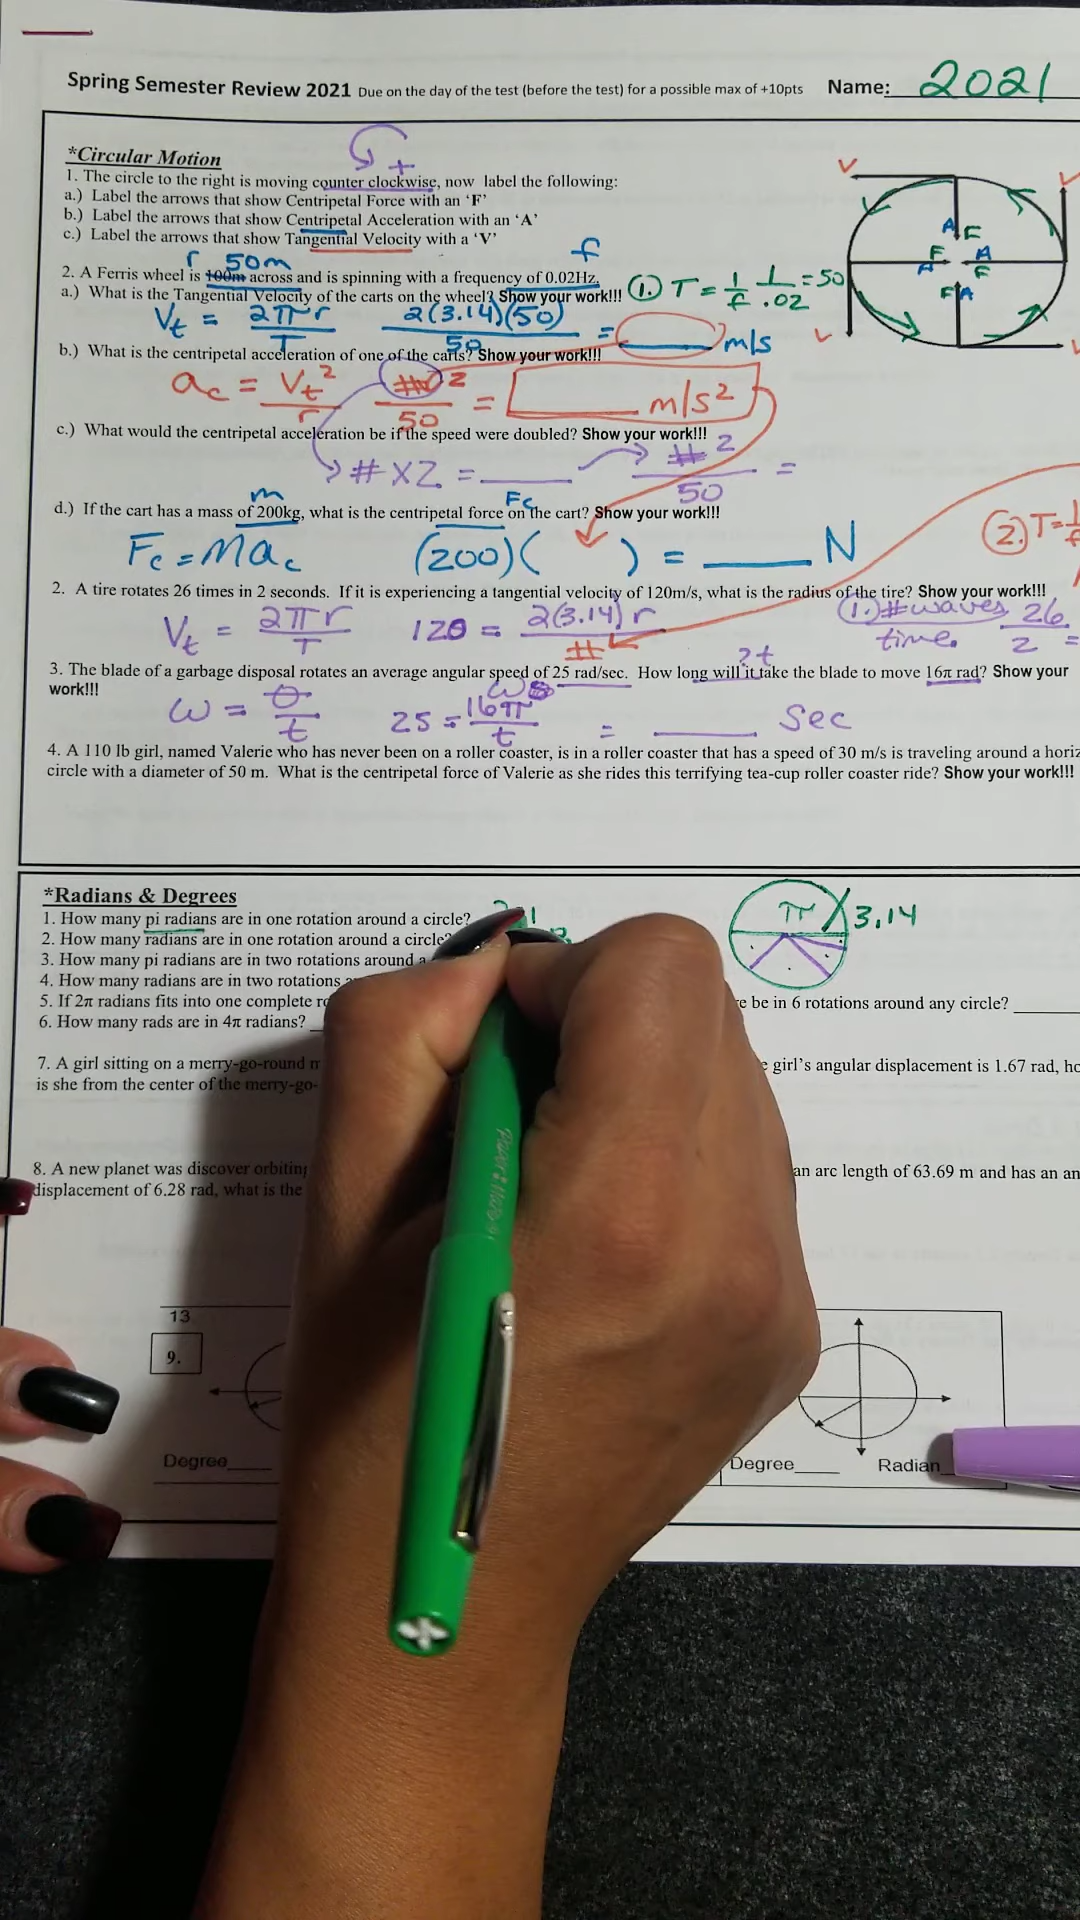 Spring Semester Review 2021 Due on the day of the test (before the test) for a possible max of +10pts Name: 2021
*Circular Motion
+
1. The circle to the right is moving counter clockwise, now label the following:
a.) Label the arrows that show Centripetal Force with an ‘F’
b.) Label the arrows that show Centripetal Acceleration with an ‘A’
c.) Label the arrows that show Tangential Velocity with a ‘V’
V V
A F
F A
A F
F A
V V
r 50m f
2. A Ferris wheel is 100m across and is spinning with a frequency of 0.02Hz.
a.) What is the Tangential Velocity of the carts on the wheel? Show your work!!! (1.) T = 1/f 1/.02 = 50
Vt = 2πr/T 2(3.14)(50)/50 = ____ m/s
b.) What is the centripetal acceleration of one of the carts? Show your work!!!
ac = Vt²/r (#)²/50 = ____ m/s²
c.) What would the centripetal acceleration be if the speed were doubled? Show your work!!!
# X2 = ____ #²/50 =
m Fc
d.) If the cart has a mass of 200kg, what is the centripetal force on the cart? Show your work!!!
Fc = mac (200)( ) = ____ N
(2.) T = 1/f
2. A tire rotates 26 times in 2 seconds. If it is experiencing a tangential velocity of 120m/s, what is the radius of the tire? Show your work!!!
Vt = 2πr/T 120 = 2(3.14)r/# (1.) #waves/time 26/2 =
?t
3. The blade of a garbage disposal rotates an average angular speed of 25 rad/sec. How long will it take the blade to move 16π rad? Show your
work!!!
ω
ω = θ/t 25 = 16π/t = ____ sec
4. A 110 lb girl, named Valerie who has never been on a roller coaster, is in a roller coaster that has a speed of 30 m/s is traveling around a horiz
circle with a diameter of 50 m. What is the centripetal force of Valerie as she rides this terrifying tea-cup roller coaster ride? Show your work!!!
*Radians & Degrees
π 3.14
1. How many pi radians are in one rotation around a circle?
2. How many radians are in one rotation around a circle?
3. How many pi radians are in two rotations around a
4. How many radians are in two rotations
5. If 2π radians fits into one complete be in 6 rotations around any circle?
6. How many rads are in 4π radians?
7. A girl sitting on a merry-go-round girl’s angular displacement is 1.67 rad,
is she from the center of the merry-go-
8. A new planet was discover orbiting an arc length of 63.69 m and has an
displacement of 6.28 rad, what is the
13
9.
Degree____ Degree____ Radian